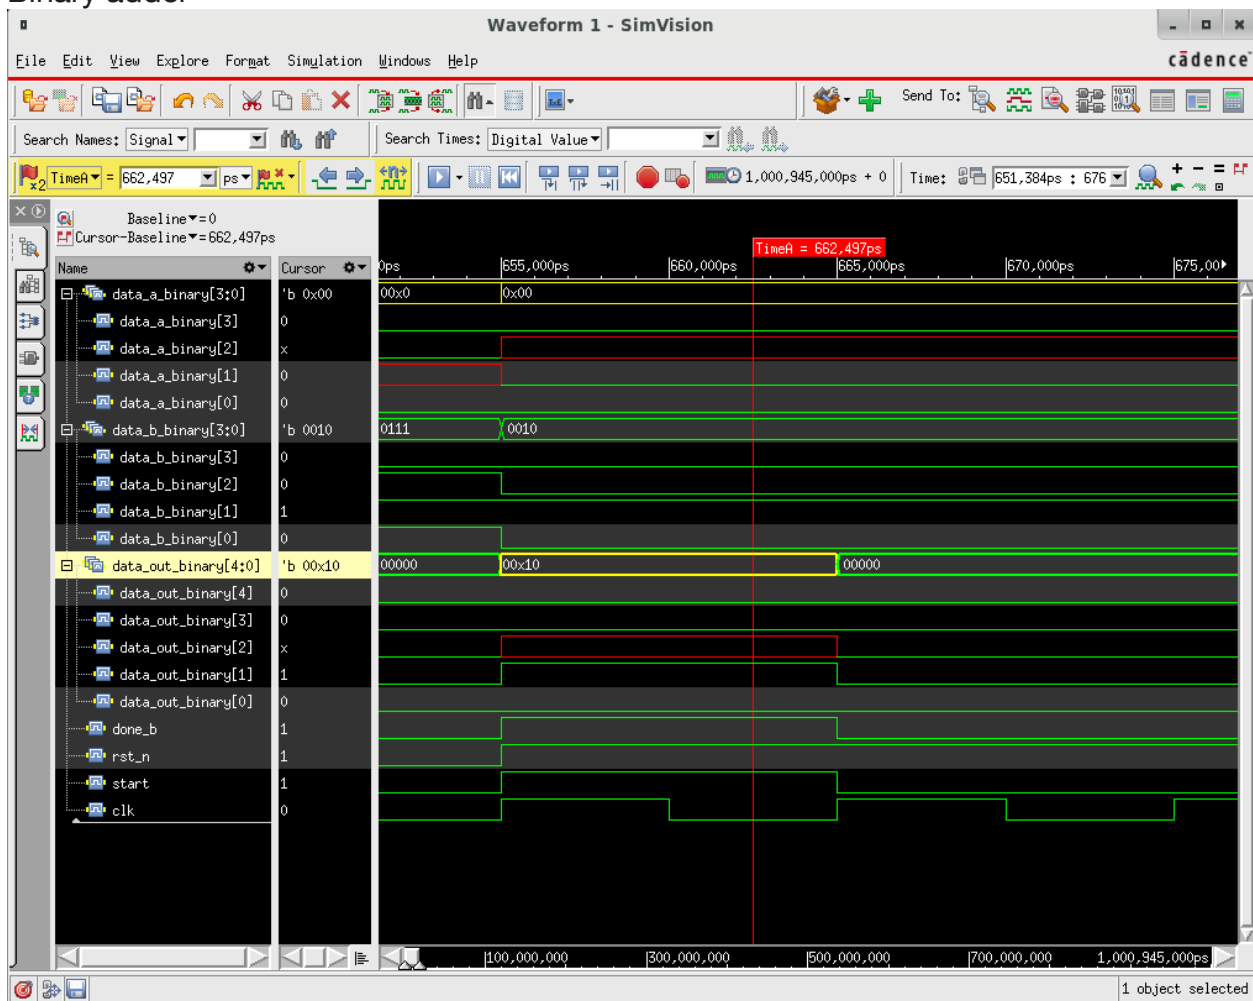 Binary adder
Waveform 1 - SimVision
File Edit View Explore Format Simulation Windows Help
cādence
Send To:
Search Names: Signal
Search Times: Digital Value
x2 TimeA = 662,497 ps
1,000,945,000ps + 0
Time: 651,384ps : 676
Baseline=0
Cursor-Baseline=662,497ps
TimeA = 662,497ps
Name Cursor 0ps 655,000ps 660,000ps 665,000ps 670,000ps 675,00
data_a_binary[3:0] 'b 0x00 00x0 0x00
data_a_binary[3] 0
data_a_binary[2] x
data_a_binary[1] 0
data_a_binary[0] 0
data_b_binary[3:0] 'b 0010 0111 0010
data_b_binary[3] 0
data_b_binary[2] 0
data_b_binary[1] 1
data_b_binary[0] 0
data_out_binary[4:0] 'b 00x10 00000 00x10 00000
data_out_binary[4] 0
data_out_binary[3] 0
data_out_binary[2] x
data_out_binary[1] 1
data_out_binary[0] 0
done_b 1
rst_n 1
start 1
clk 0
100,000,000 300,000,000 500,000,000 700,000,000 1,000,945,000ps
1 object selected